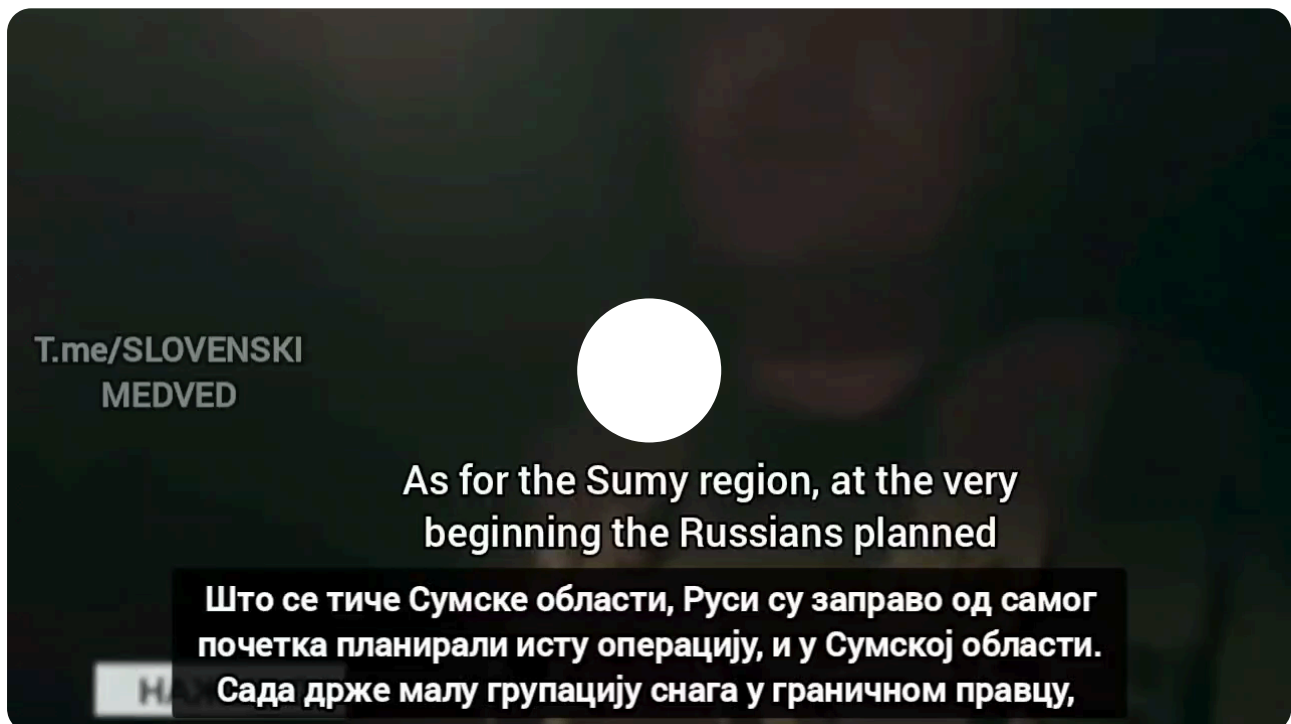 T.me/SLOVENSKI
MEDVED
As for the Sumy region, at the very
beginning the Russians planned
Што се тиче Сумске области, Руси су заправо од самог
почетка планирали исту операцију, и у Сумској области.
Сада држе малу групацију снага у граничном правцу,